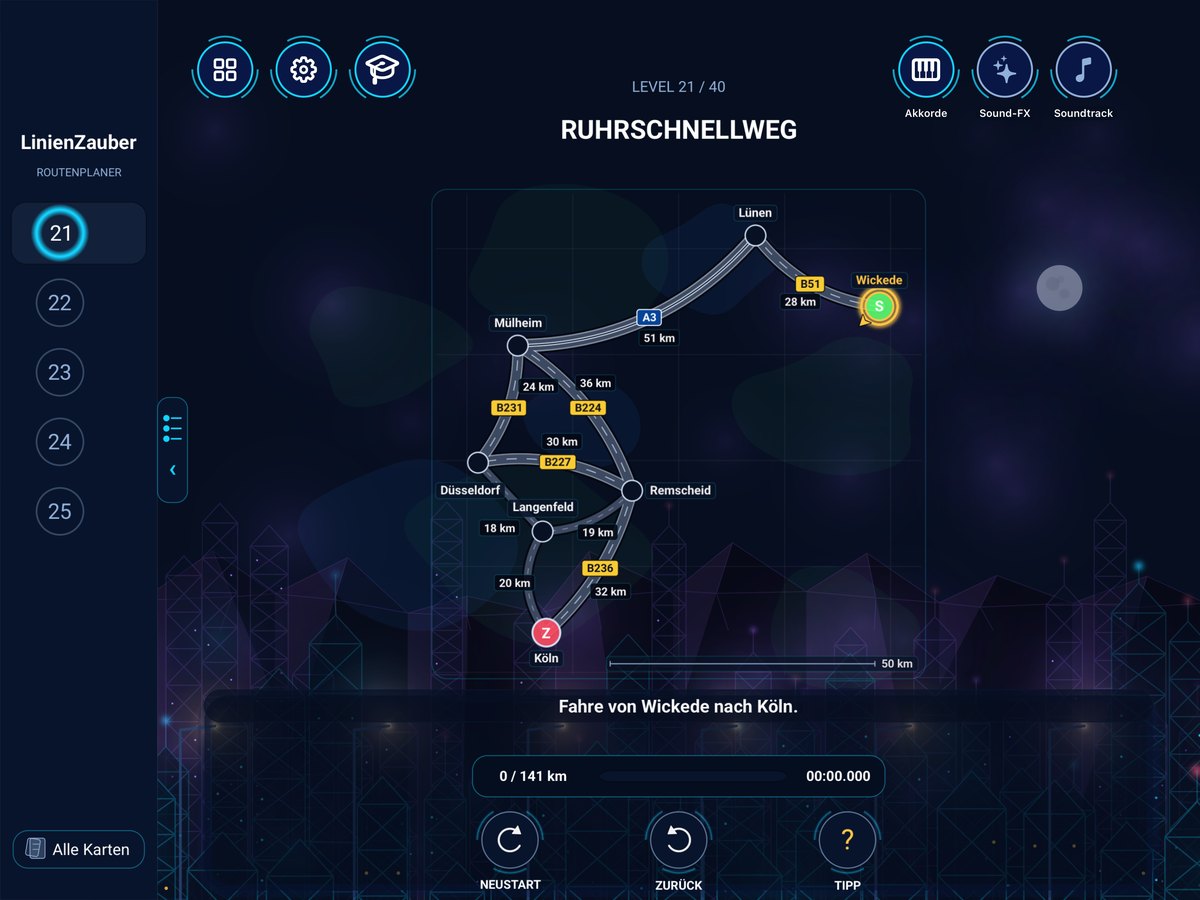 LEVEL 21 / 40
RUHRSCHNELLWEG
Akkorde
Sound-FX
Soundtrack
LinienZauber
ROUTENPLANER
21
22
23
24
25
Alle Karten
Lünen
Wickede
B51
S
28 km
A3
51 km
Mülheim
24 km
36 km
B231
B224
30 km
B227
Düsseldorf
Remscheid
Langenfeld
18 km
19 km
B236
20 km
32 km
Z
Köln
50 km
Fahre von Wickede nach Köln.
0 / 141 km
00:00.000
?
NEUSTART
ZURÜCK
TIPP